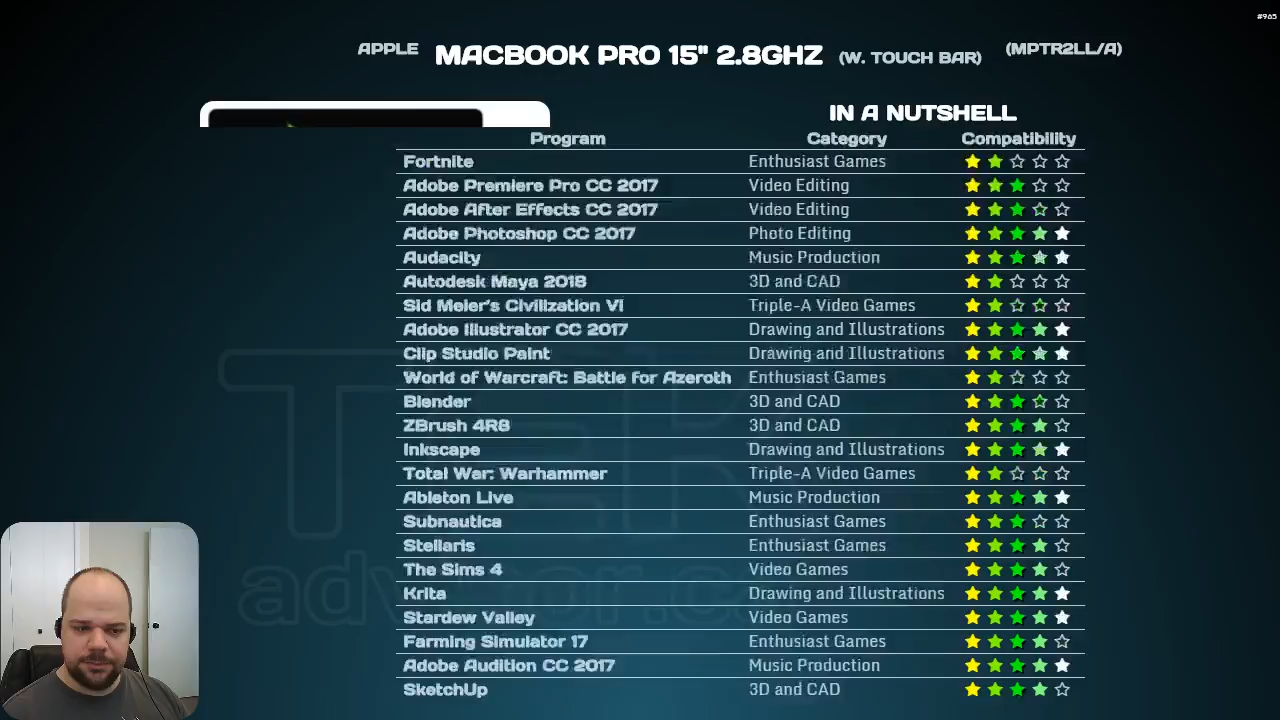 #965
APPLE MACBOOK PRO 15" 2.8GHZ (W. TOUCH BAR) (MPTR2LL/A)
IN A NUTSHELL
Program Category Compatibility
Fortnite Enthusiast Games
Adobe Premiere Pro CC 2017 Video Editing
Adobe After Effects CC 2017 Video Editing
Adobe Photoshop CC 2017 Photo Editing
Audacity Music Production
Autodesk Maya 2018 3D and CAD
Sid Meier's Civilization VI Triple-A Video Games
Adobe Illustrator CC 2017 Drawing and Illustrations
Clip Studio Paint Drawing and Illustrations
World of Warcraft: Battle for Azeroth Enthusiast Games
Blender 3D and CAD
ZBrush 4R8 3D and CAD
Inkscape Drawing and Illustrations
Total War: Warhammer Triple-A Video Games
Ableton Live Music Production
Subnautica Enthusiast Games
Stellaris Enthusiast Games
The Sims 4 Video Games
Krita Drawing and Illustrations
Stardew Valley Video Games
Farming Simulator 17 Enthusiast Games
Adobe Audition CC 2017 Music Production
SketchUp 3D and CAD